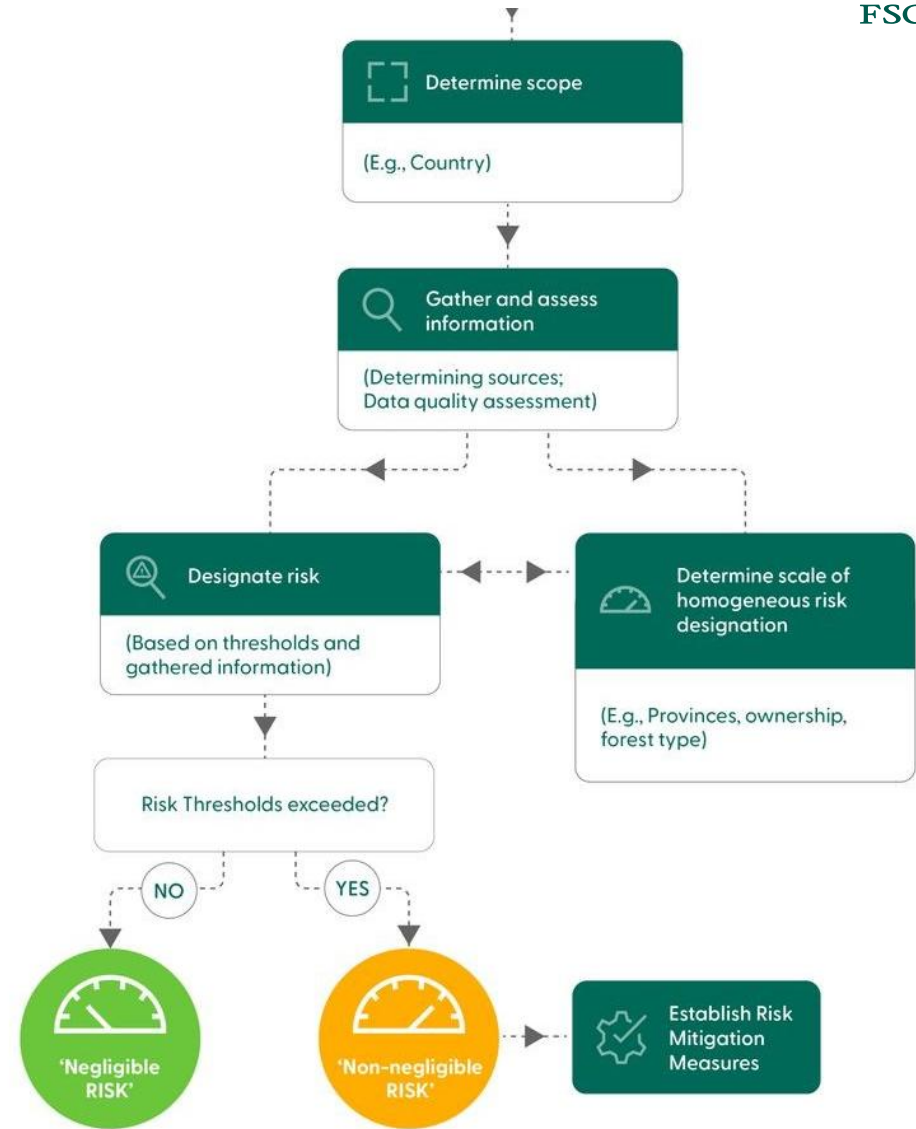 FSC
Determine scope
(E.g., Country)
Gather and assess
information
(Determining sources;
Data quality assessment)
Designate risk
(Based on thresholds and
gathered information)
Determine scale of
homogeneous risk
designation
(E.g., Provinces, ownership,
forest type)
Risk Thresholds exceeded?
NO
YES
‘Negligible
RISK’
‘Non-negligible
RISK’
Establish Risk
Mitigation
Measures